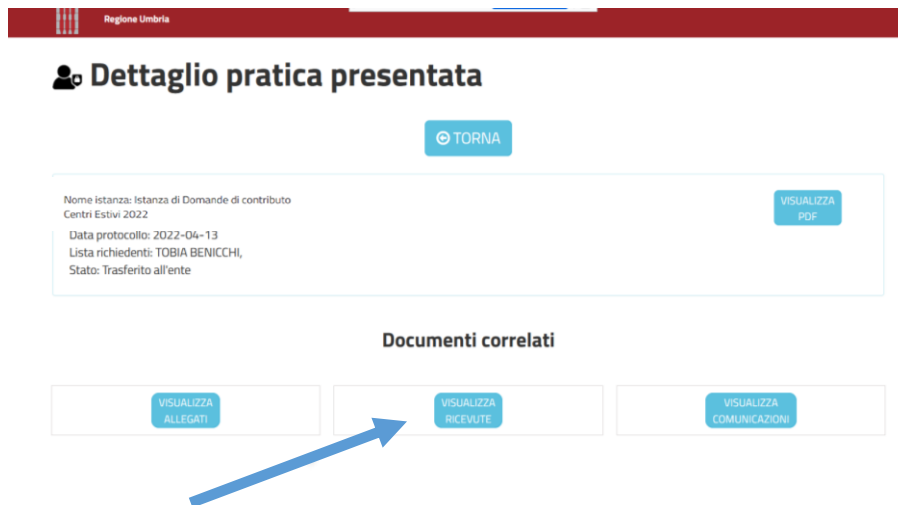 Regione Umbria
Dettaglio pratica presentata
TORNA
Nome istanza: Istanza di Domande di contributo
Centri Estivi 2022
VISUALIZZA
PDF
Data protocollo: 2022-04-13
Lista richiedenti: TOBIA BENICCHI,
Stato: Trasferito all'ente
Documenti correlati
VISUALIZZA
ALLEGATI
VISUALIZZA
RICEVUTE
VISUALIZZA
COMUNICAZIONI